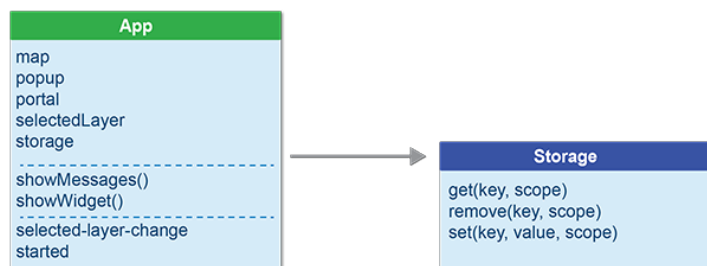 App
map
popup
portal
selectedLayer
storage
showMessages()
showWidget()
selected-layer-change
started
Storage
get(key, scope)
remove(key, scope)
set(key, value, scope)